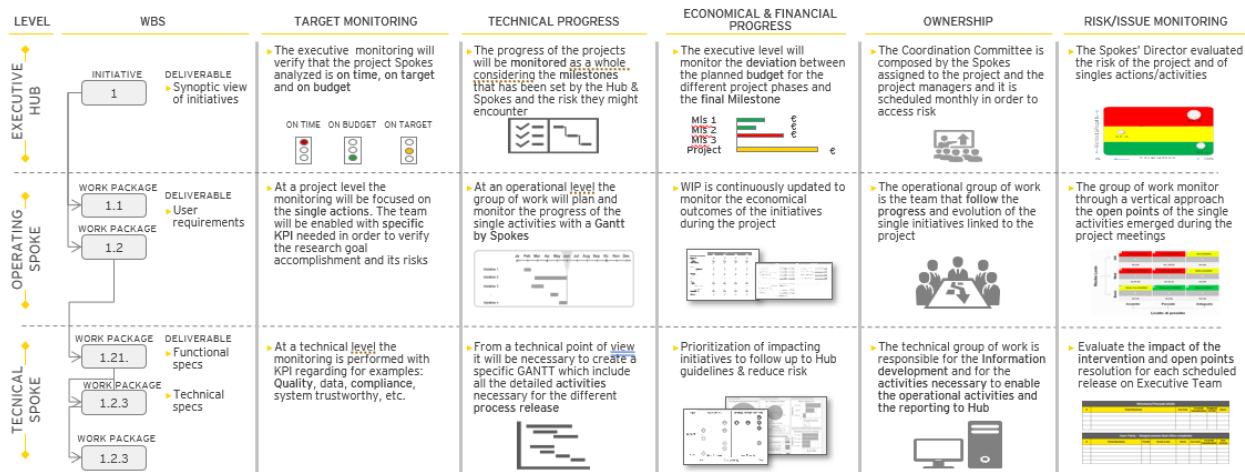 LEVEL
WBS
TARGET MONITORING
TECHNICAL PROGRESS
ECONOMICAL & FINANCIAL
PROGRESS
OWNERSHIP
RISK/ISSUE MONITORING
EXECUTIVE
HUB
INITIATIVE
1
DELIVERABLE
Synoptic view
of initiatives
The executive monitoring will
verify that the project Spokes
analyzed is on time, on target
and on budget
ON TIME
ON BUDGET
ON TARGET
The progress of the projects
will be monitored as a whole
considering the milestones
that has been set by the Hub &
Spokes and the risk they might
encounter
The executive level will
monitor the deviation between
the planned budget for the
different project phases and
the final Milestone
Mls 1
Mls 2
Mls 3
Project
€
€
€
€
The Coordination Committee is
composed by the Spokes
assigned to the project and the
project managers and it is
scheduled monthly in order to
access risk
The Spokes' Director evaluated
the risk of the project and of
singles actions/activities
OPERATING
SPOKE
WORK PACKAGE
1.1
WORK PACKAGE
1.2
DELIVERABLE
User
requirements
At a project level the
monitoring will be focused on
the single actions. The team
will be enabled with specific
KPI needed in order to verify
the research goal
accomplishment and its risks
At an operational level the
group of work will plan and
monitor the progress of the
single activities with a Gantt
by Spokes
Ja Feb Mar Apr May Jun Jul Aug Sep Oct Nov Dec
WIP is continuously updated to
monitor the economical
outcomes of the initiatives
during the project
The operational group of work
is the team that follow the
progress and evolution of the
single initiatives linked to the
project
The group of work monitor
through a vertical approach
the open points of the single
activities emerged during the
project meetings
TECNICAL
SPOKE
WORK PACKAGE
1.21.
WORK PACKAGE
1.2.3
WORK PACKAGE
1.2.3
DELIVERABLE
Functional
specs
Technical
specs
At a technical level the
monitoring is performed with
KPI regarding for examples:
Quality, data, compliance,
system trustworthy, etc.
From a technical point of view
it will be necessary to create a
specific GANTT which include
all the detailed activities
necessary for the different
process release
Prioritization of impacting
initiatives to follow up to Hub
guidelines & reduce risk
The technical group of work is
responsible for the Information
development and for the
activities necessary to enable
the operational activities and
the reporting to Hub
Evaluate the impact of the
intervention and open points
resolution for each scheduled
release on Executive Team